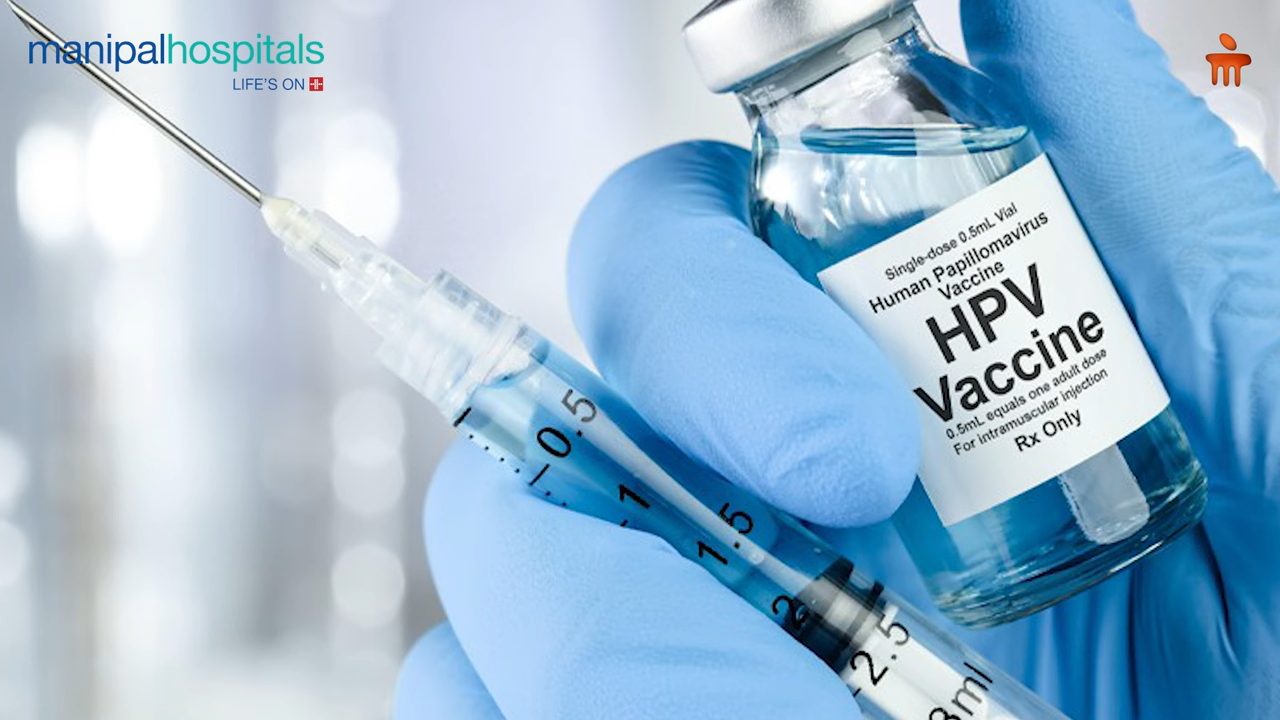 manipalhospitals
LIFE'S ON
Single-dose 0.5mL Vial
Human Papillomavirus
Vaccine
HPV
Vaccine
0.5mL equals one adult dose
For intramuscular injection
Rx Only
0.5
1
1.5
2
2.5
3ml